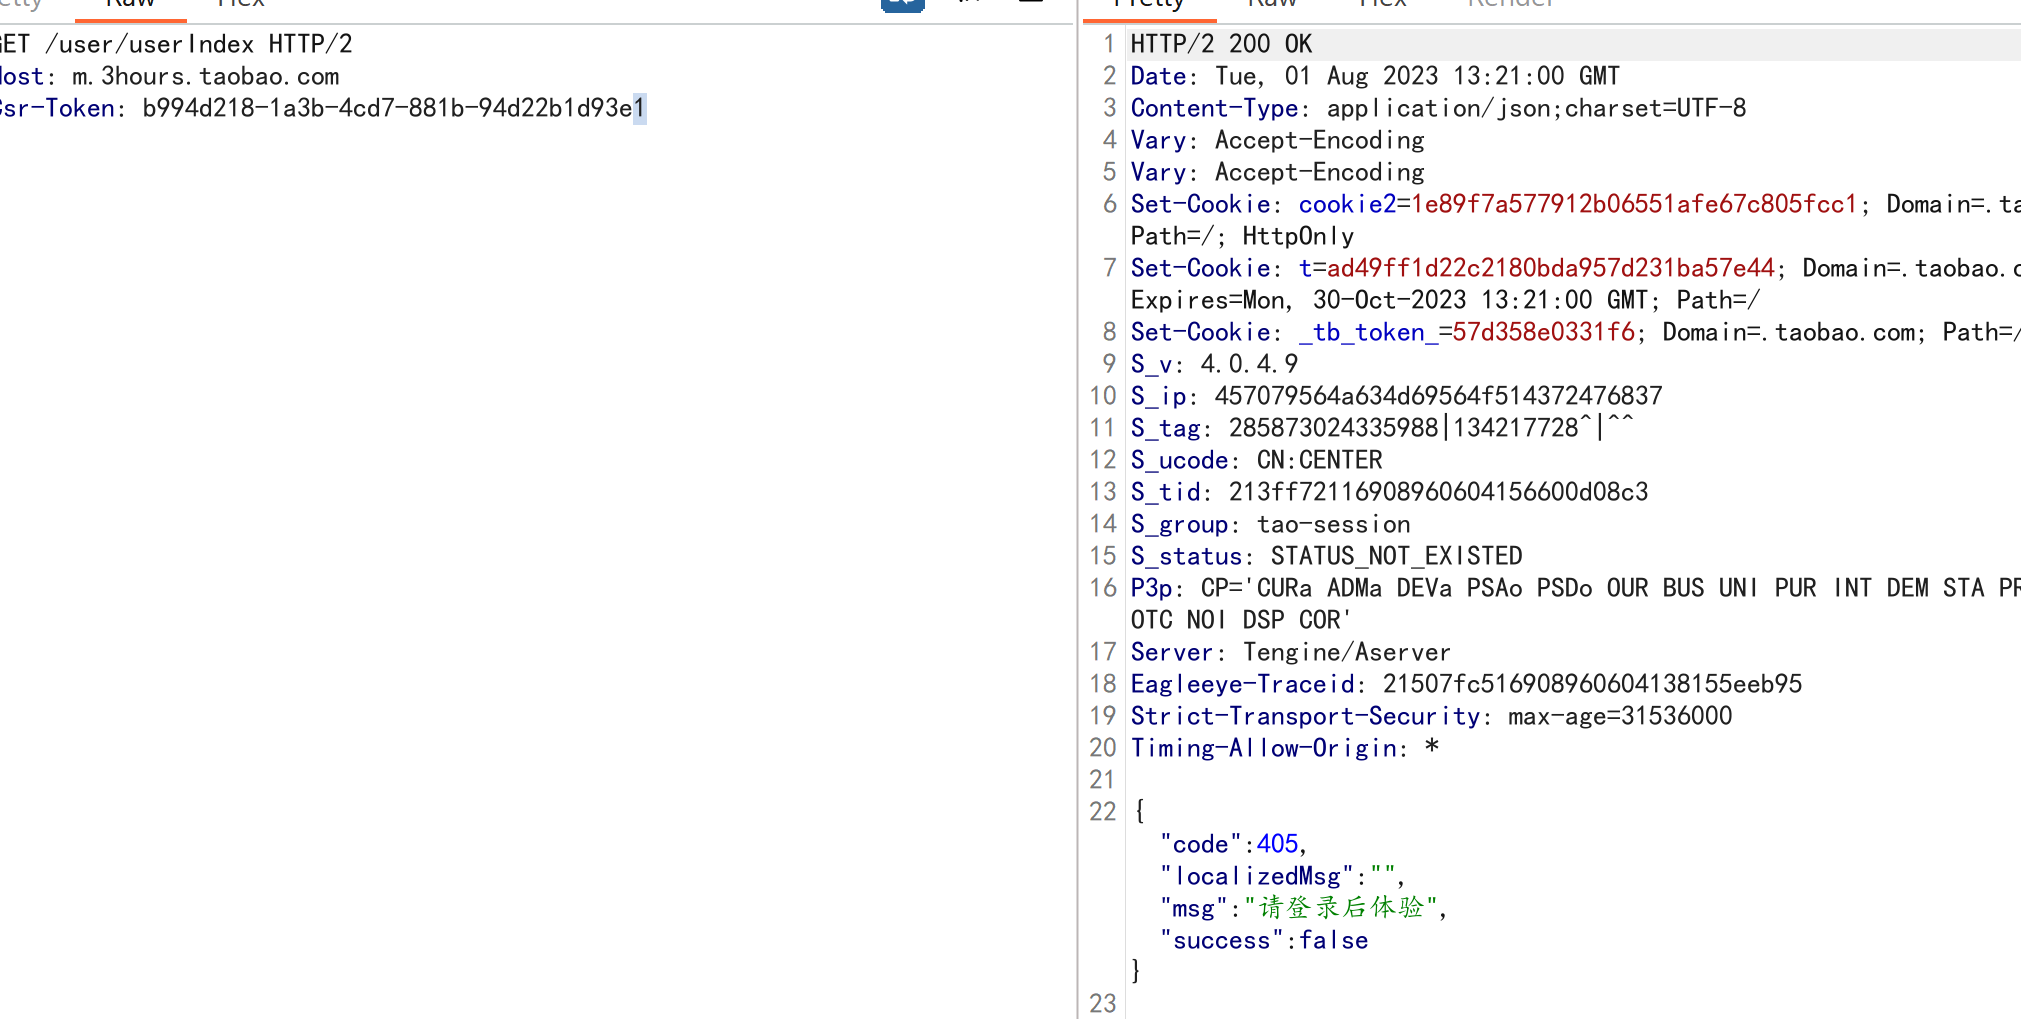 Raw
Hex
GET /user/userIndex HTTP/2
Host: m.3hours.taobao.com
Csr-Token: b994d218-1a3b-4cd7-881b-94d22b1d93e1
Pretty
Raw
Hex
Render
1 HTTP/2 200 OK
2 Date: Tue, 01 Aug 2023 13:21:00 GMT
3 Content-Type: application/json;charset=UTF-8
4 Vary: Accept-Encoding
5 Vary: Accept-Encoding
6 Set-Cookie: cookie2=1e89f7a577912b06551afe67c805fcc1; Domain=.ta
Path=/; HttpOnly
7 Set-Cookie: t=ad49ff1d22c2180bda957d231ba57e44; Domain=.taobao.c
Expires=Mon, 30-Oct-2023 13:21:00 GMT; Path=/
8 Set-Cookie: _tb_token_=57d358e0331f6; Domain=.taobao.com; Path=/
9 S_v: 4.0.4.9
10 S_ip: 457079564a634d69564f514372476837
11 S_tag: 285873024335988|134217728^|^^
12 S_ucode: CN:CENTER
13 S_tid: 213ff72116908960604156600d08c3
14 S_group: tao-session
15 S_status: STATUS_NOT_EXISTED
16 P3p: CP='CURa ADMa DEVa PSAo PSDo OUR BUS UNI PUR INT DEM STA PR
OTC NOI DSP COR'
17 Server: Tengine/Aserver
18 Eagleeye-Traceid: 21507fc516908960604138155eeb95
19 Strict-Transport-Security: max-age=31536000
20 Timing-Allow-Origin: *
21
22 {
"code":405,
"localizedMsg":"",
"msg":"请登录后体验",
"success":false
}
23